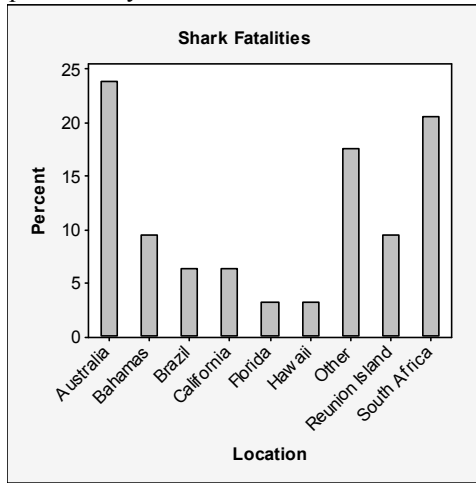 Shark Fatalities
25
20
15
10
5
0
Percent
Australia
Bahamas
Brazil
California
Florida
Hawaii
Other
Reunion Island
South Africa
Location